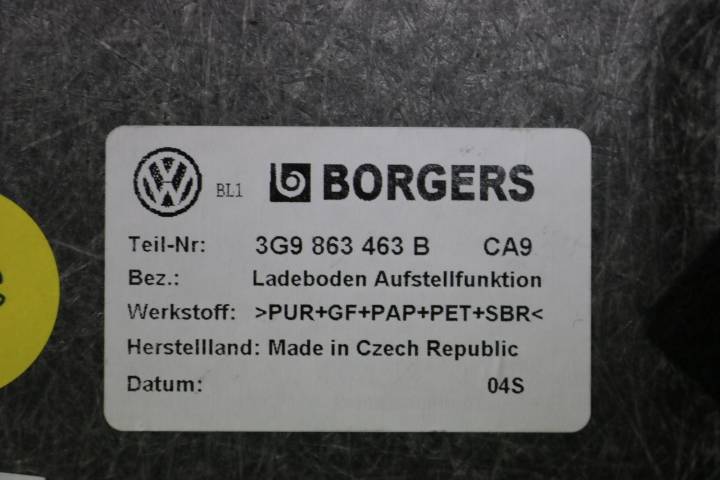 VW BL1 BORGERS
Teil-Nr: 3G9 863 463 B CA9
Bez.: Ladeboden Aufstellfunktion
Werkstoff: >PUR+GF+PAP+PET+SBR<
Herstellland: Made in Czech Republic
Datum: 04S